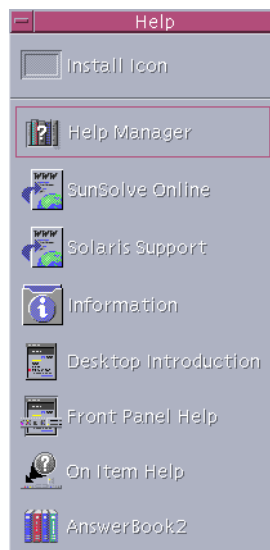 Help
Install Icon
Help Manager
SunSolve Online
Solaris Support
Information
Desktop Introduction
Front Panel Help
On Item Help
AnswerBook2